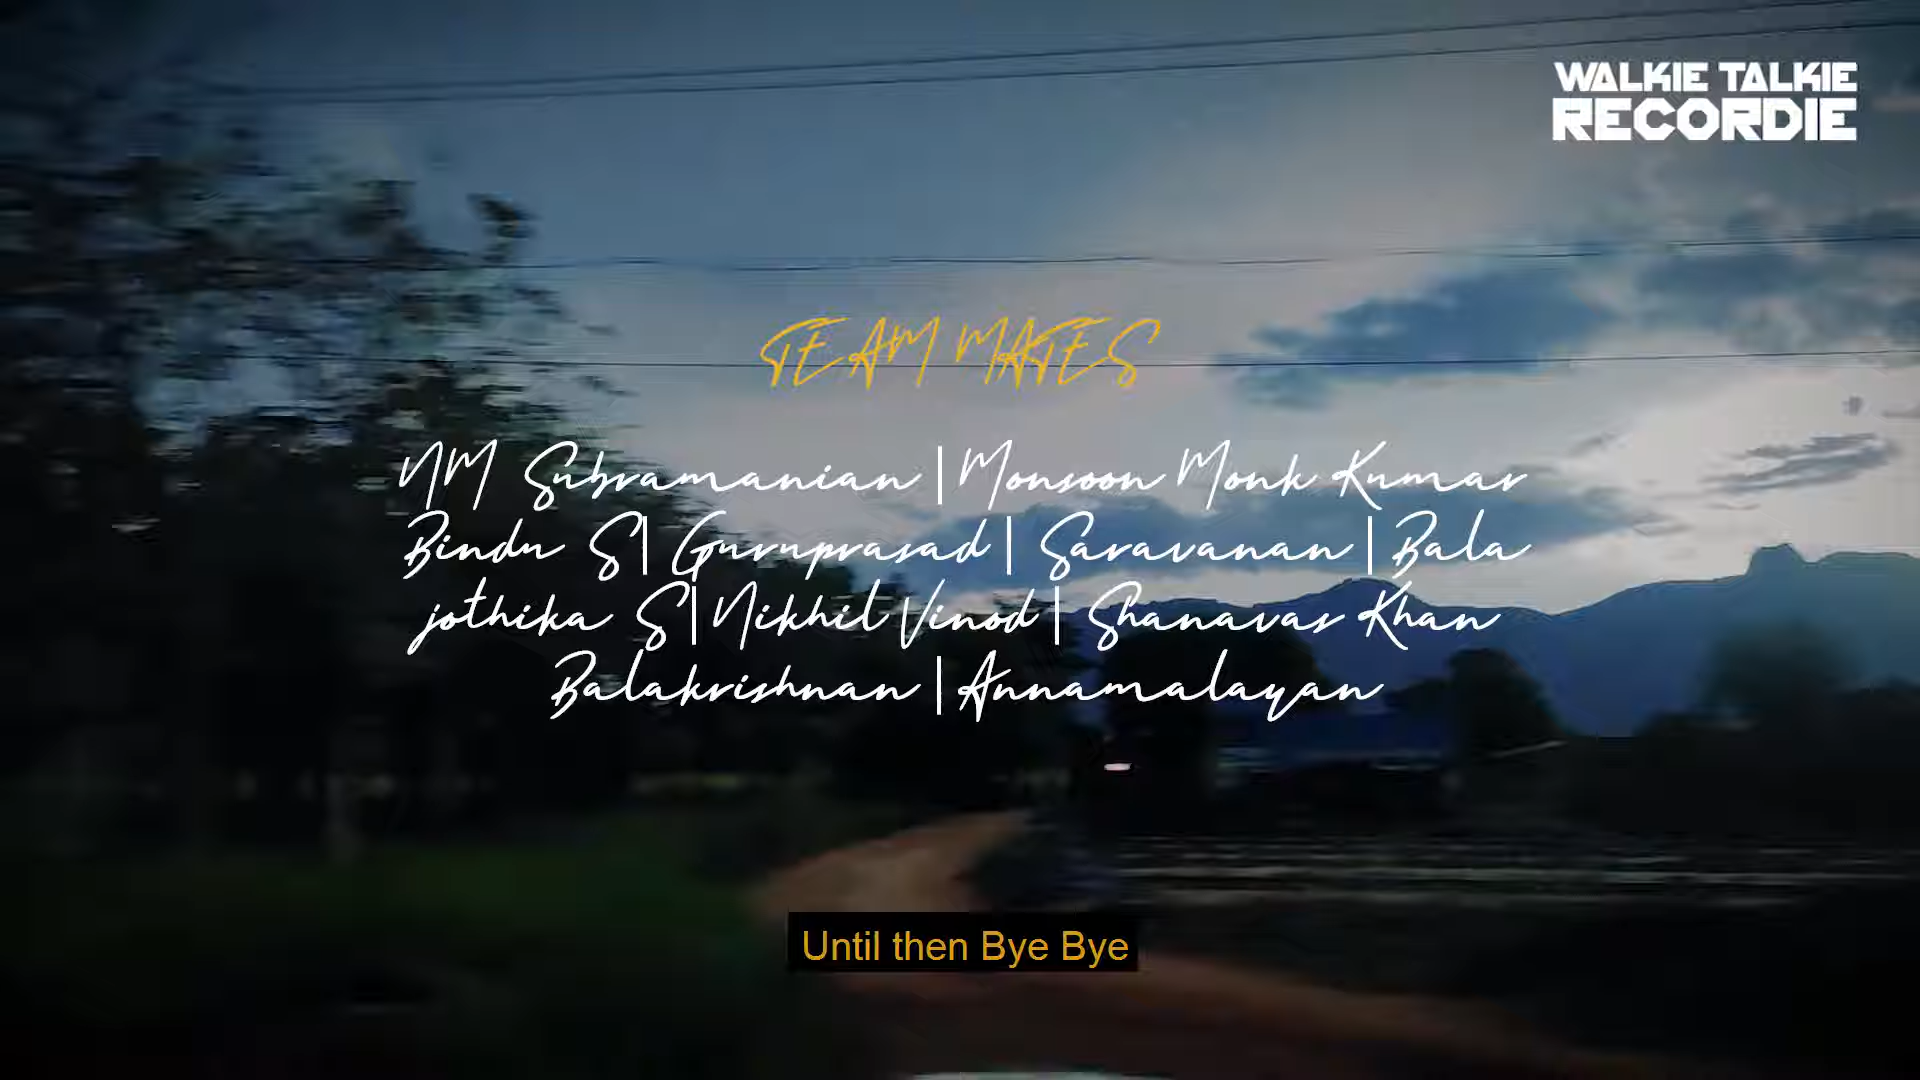 WALKIE TALKIE
RECORDIE
TEAM MATES
NM Subramanian | Monsoon Monk Kumar
Bindu S | Guruprasad | Saravanan | Bala
jothika S | Nikhil Vinod | Shanavas Khan
Balakrishnan | Annamalayan
Until then Bye Bye